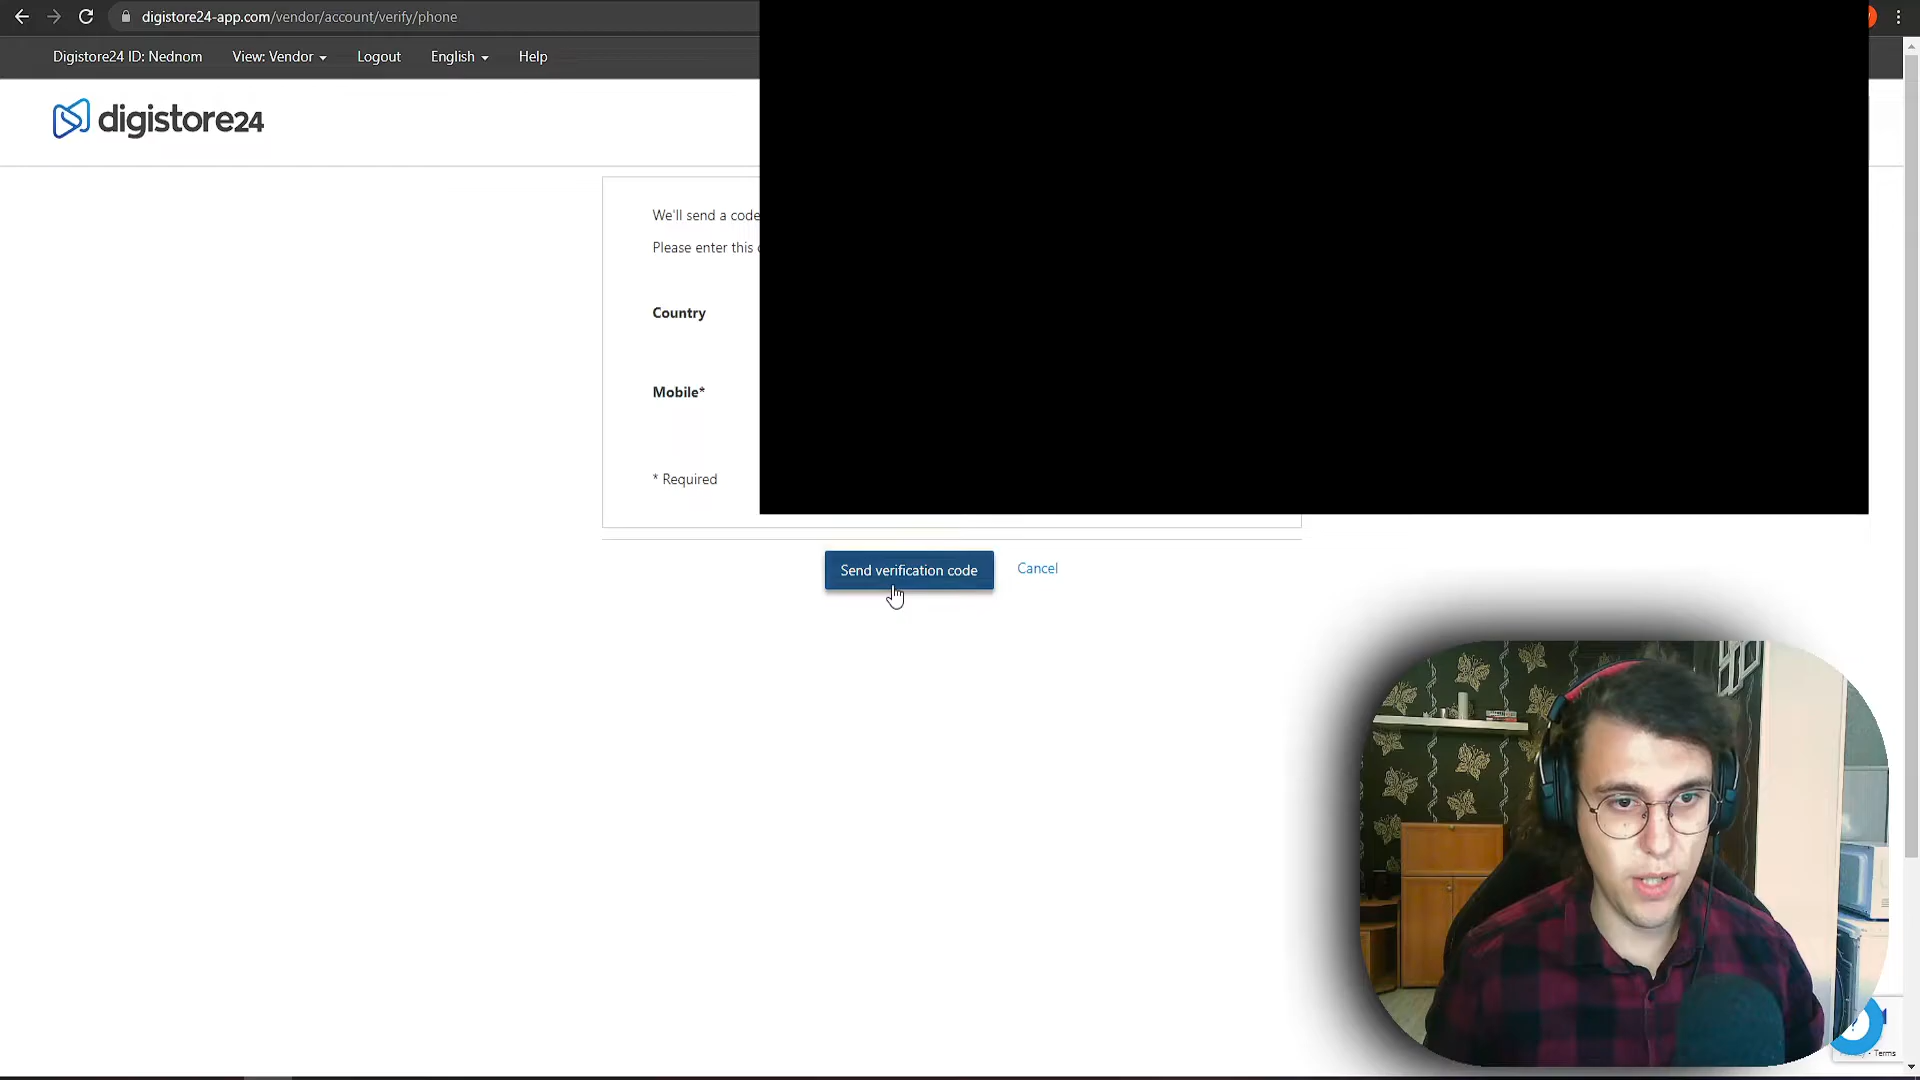 digistore24-app.com/vendor/account/verify/phone
Digistore24 ID: Nednom View: Vendor Logout English Help
digistore24
We'll send a code
Please enter this
Country
Mobile*
* Required
Send verification code Cancel
Terms